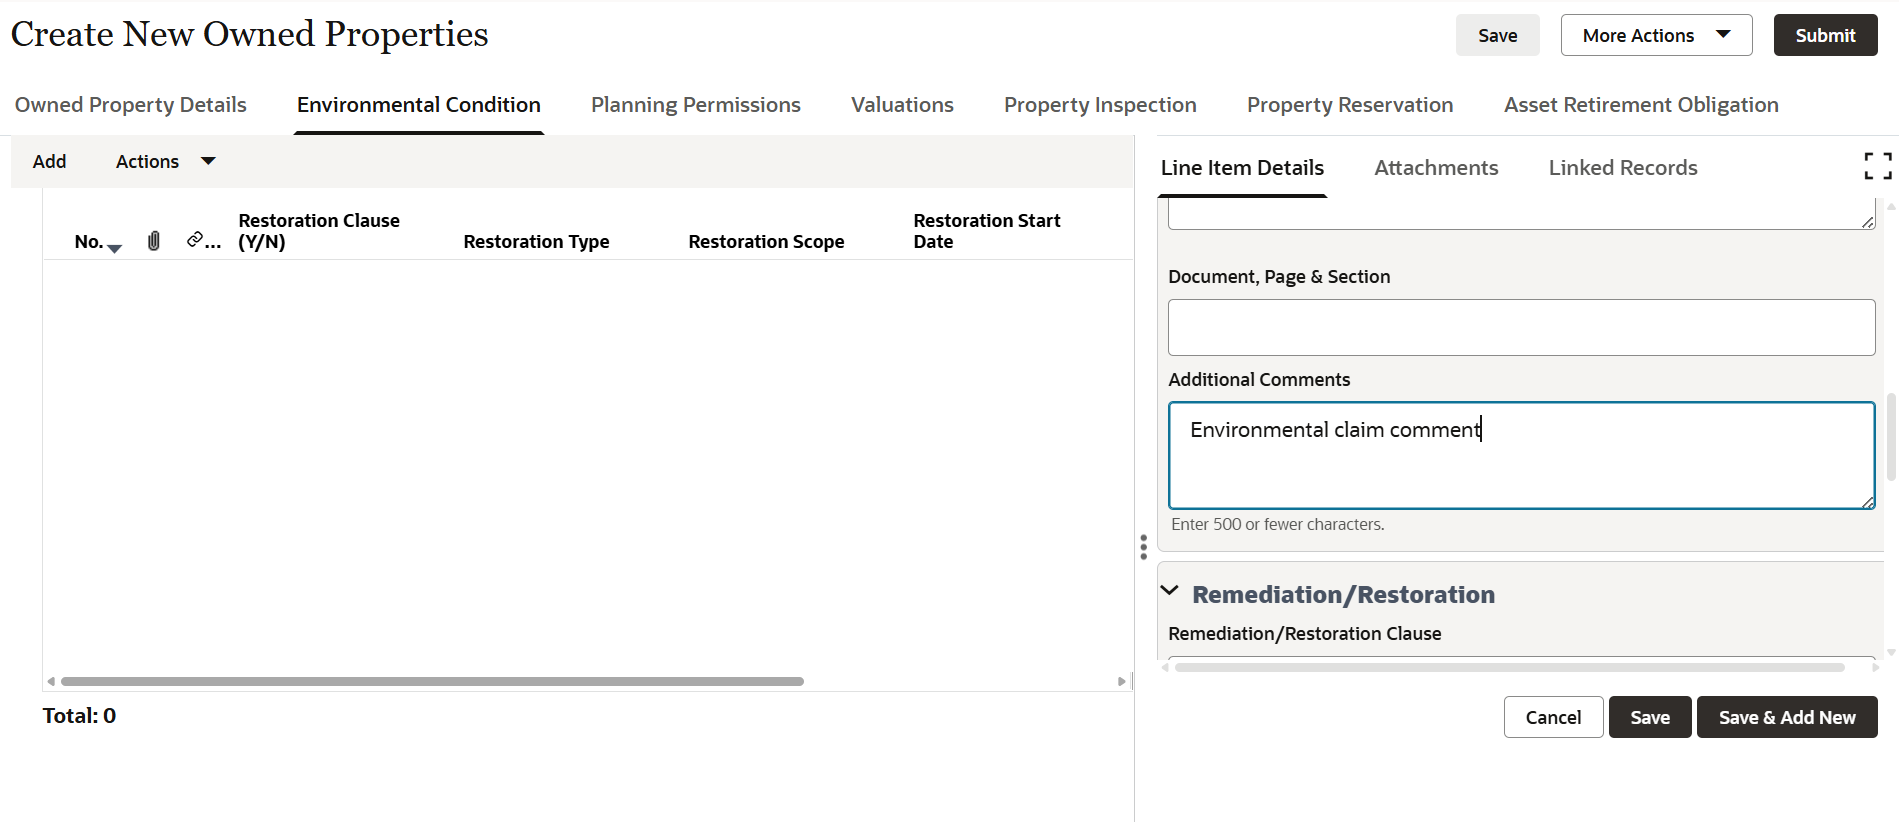 Create New Owned Properties
Save
More Actions
Submit
Owned Property Details
Environmental Condition
Planning Permissions
Valuations
Property Inspection
Property Reservation
Asset Retirement Obligation
Add
Actions
No.
...
Restoration Clause
(Y/N)
Restoration Type
Restoration Scope
Restoration Start
Date
Total: 0
Line Item Details
Attachments
Linked Records
Document, Page & Section
Additional Comments
Environmental claim comment
Enter 500 or fewer characters.
Remediation/Restoration
Remediation/Restoration Clause
Cancel
Save
Save & Add New